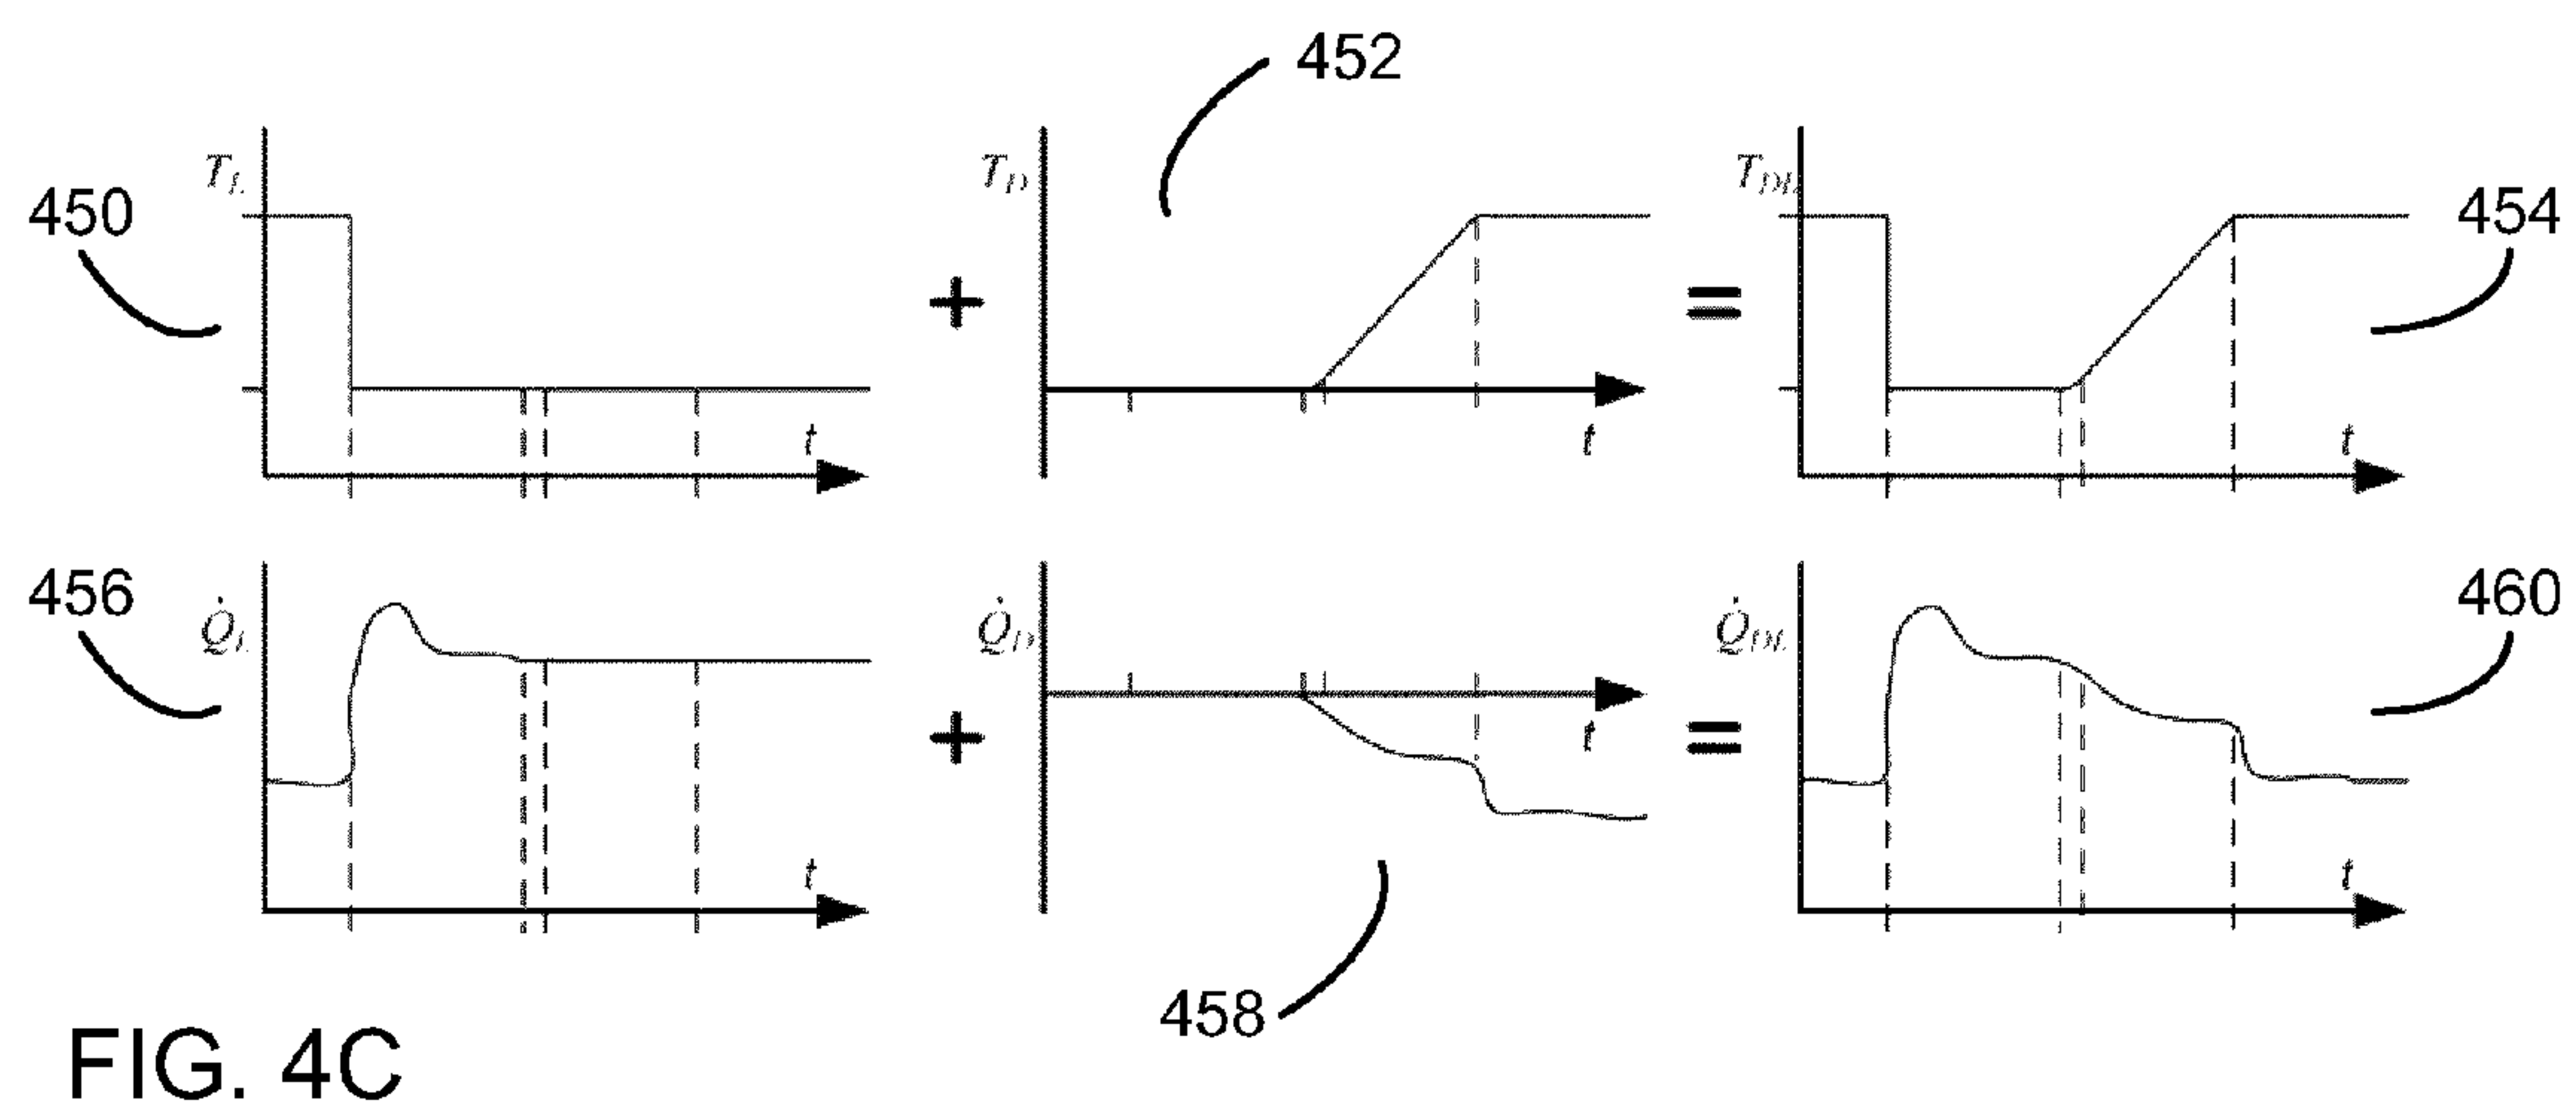 452
450
T_L
T_D
T_DL
454
+
=
t
t
t
456
Q̇_L
Q̇_D
Q̇_DL
460
+
=
t
t
t
458
FIG. 4C